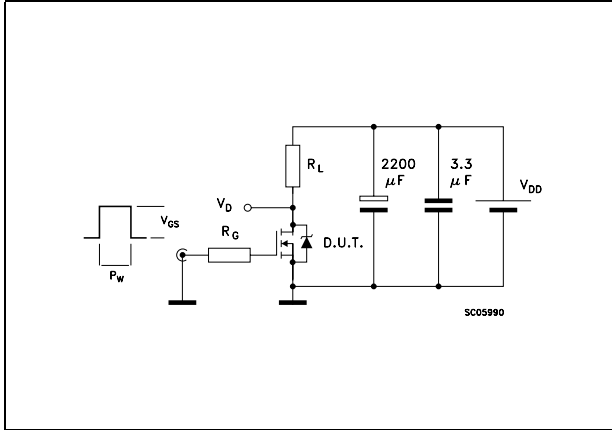 R_L
2200
μF
3.3
μF
V_DD
V_D
V_GS
R_G
D.U.T.
P_W
SC05990